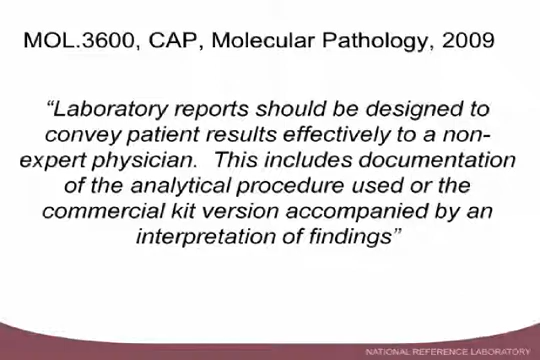 MOL.3600, CAP, Molecular Pathology, 2009
“Laboratory reports should be designed to
convey patient results effectively to a non-
expert physician.  This includes documentation
of the analytical procedure used or the
commercial kit version accompanied by an
interpretation of findings”
NATIONAL REFERENCE LABORATORY